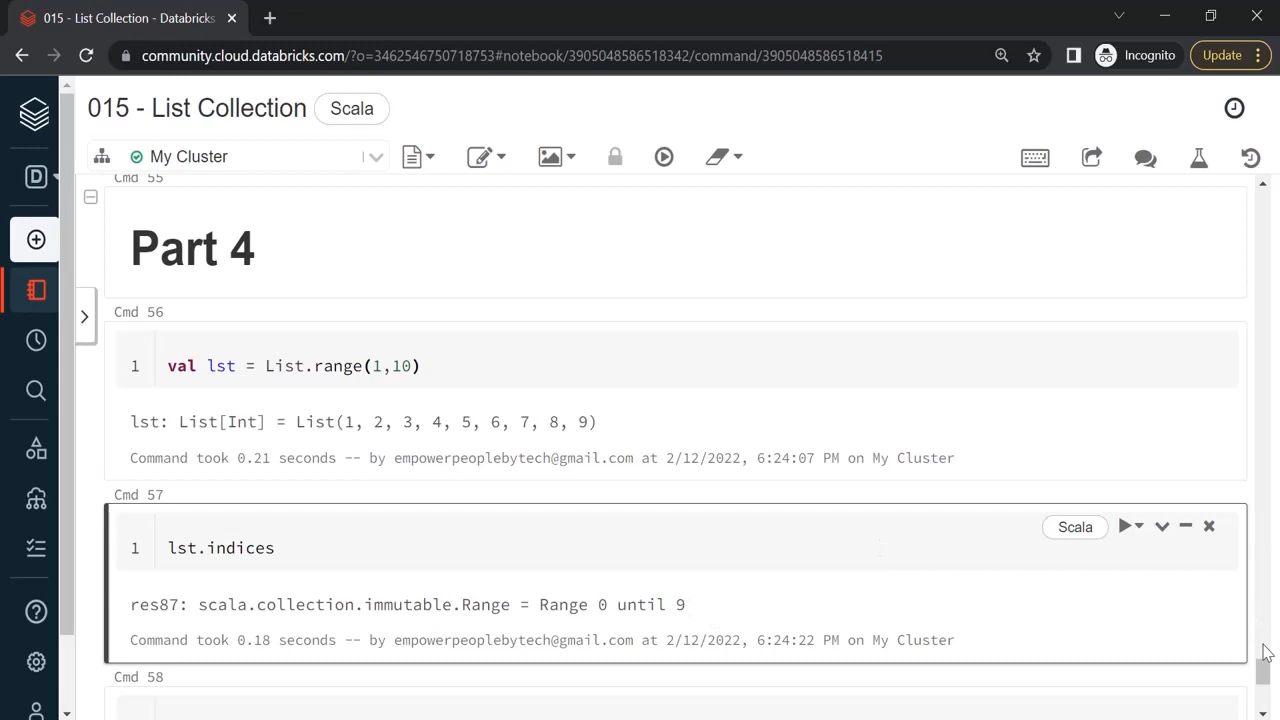 015 - List Collection - Databricks
community.cloud.databricks.com/?o=3462546750718753#notebook/3905048586518342/command/3905048586518415
Incognito
Update
015 - List Collection
Scala
D
My Cluster
Cmd 55
Part 4
Cmd 56
1 val lst = List.range(1,10)
lst: List[Int] = List(1, 2, 3, 4, 5, 6, 7, 8, 9)
Command took 0.21 seconds -- by empowerpeoplebytech@gmail.com at 2/12/2022, 6:24:07 PM on My Cluster
Cmd 57
Scala
1 lst.indices
res87: scala.collection.immutable.Range = Range 0 until 9
Command took 0.18 seconds -- by empowerpeoplebytech@gmail.com at 2/12/2022, 6:24:22 PM on My Cluster
Cmd 58